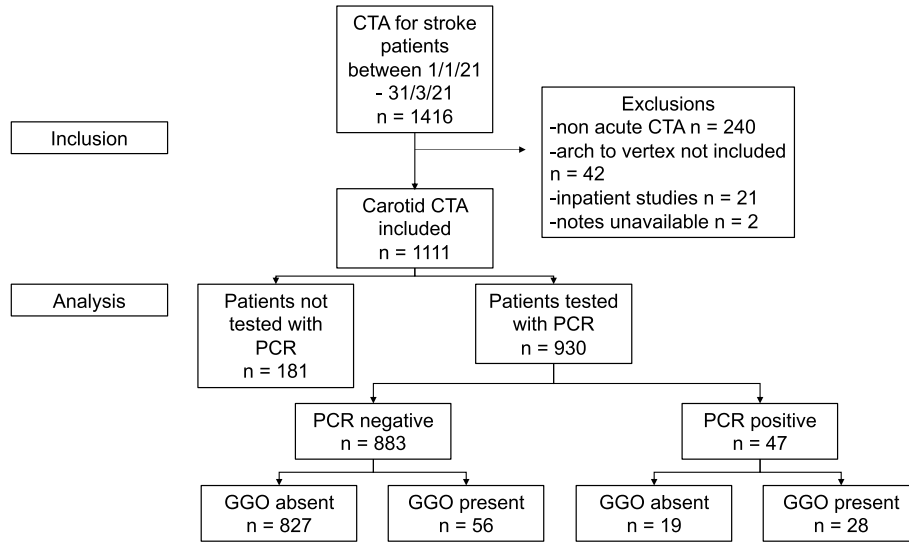 CTA for stroke
patients
between 1/1/21
- 31/3/21
n = 1416
Inclusion
Exclusions
-non acute CTA n = 240
-arch to vertex not included
n = 42
-inpatient studies n = 21
-notes unavailable n = 2
Carotid CTA
included
n = 1111
Analysis
Patients not
tested with
PCR
n = 181
Patients tested
with PCR
n = 930
PCR negative
n = 883
PCR positive
n = 47
GGO absent
n = 827
GGO present
n = 56
GGO absent
n = 19
GGO present
n = 28